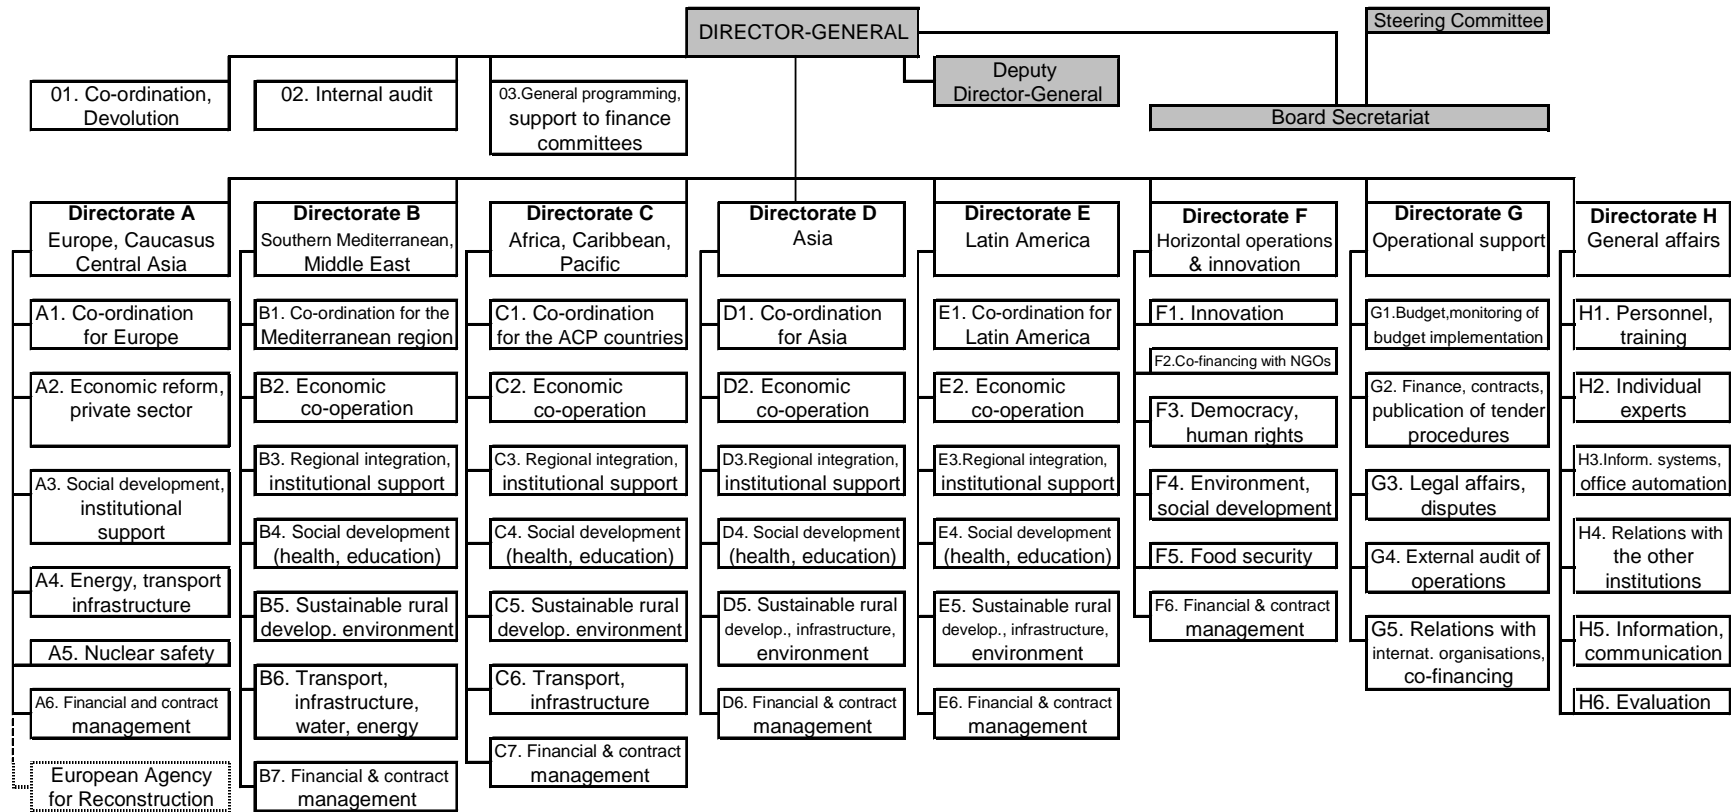 DIRECTOR-GENERAL
Steering Committee
Deputy
Director-General
Board Secretariat
01. Co-ordination,
Devolution
02. Internal audit
03.General programming,
support to finance
committees
Directorate A
Europe, Caucasus
Central Asia
A1. Co-ordination
for Europe
A2. Economic reform,
private sector
A3. Social development,
institutional
support
A4. Energy, transport
infrastructure
A5. Nuclear safety
A6. Financial and contract
management
European Agency
for Reconstruction
Directorate B
Southern Mediterranean,
Middle East
B1. Co-ordination for the
Mediterranean region
B2. Economic
co-operation
B3. Regional integration,
institutional support
B4. Social development
(health, education)
B5. Sustainable rural
develop. environment
B6. Transport,
infrastructure,
water, energy
B7. Financial & contract
management
Directorate C
Africa, Caribbean,
Pacific
C1. Co-ordination
for the ACP countries
C2. Economic
co-operation
C3. Regional integration,
institutional support
C4. Social development
(health, education)
C5. Sustainable rural
develop. environment
C6. Transport,
infrastructure
C7. Financial & contract
management
Directorate D
Asia
D1. Co-ordination
for Asia
D2. Economic
co-operation
D3.Regional integration,
institutional support
D4. Social development
(health, education)
D5. Sustainable rural
develop., infrastructure,
environment
D6. Financial & contract
management
Directorate E
Latin America
E1. Co-ordination for
Latin America
E2. Economic
co-operation
E3.Regional integration,
institutional support
E4. Social development
(health, education)
E5. Sustainable rural
develop., infrastructure,
environment
E6. Financial & contract
management
Directorate F
Horizontal operations
& innovation
F1. Innovation
F2.Co-financing with NGOs
F3. Democracy,
human rights
F4. Environment,
social development
F5. Food security
F6. Financial & contract
management
Directorate G
Operational support
G1.Budget,monitoring of
budget implementation
G2. Finance, contracts,
publication of tender
procedures
G3. Legal affairs,
disputes
G4. External audit of
operations
G5. Relations with
internat. organisations,
co-financing
Directorate H
General affairs
H1. Personnel,
training
H2. Individual
experts
H3.Inform. systems,
office automation
H4. Relations with
the other
institutions
H5. Information,
communication
H6. Evaluation